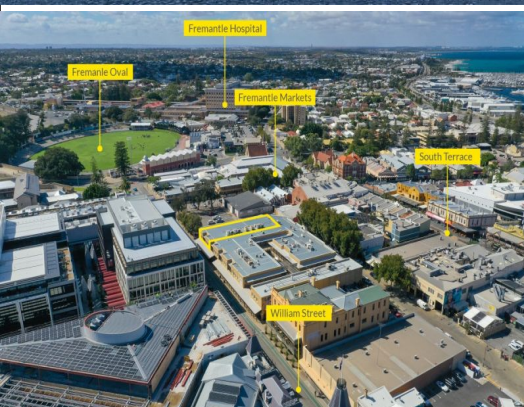 Fremantle Hospital
Fremanle Oval
Fremantle Markets
South Terrace
William Street